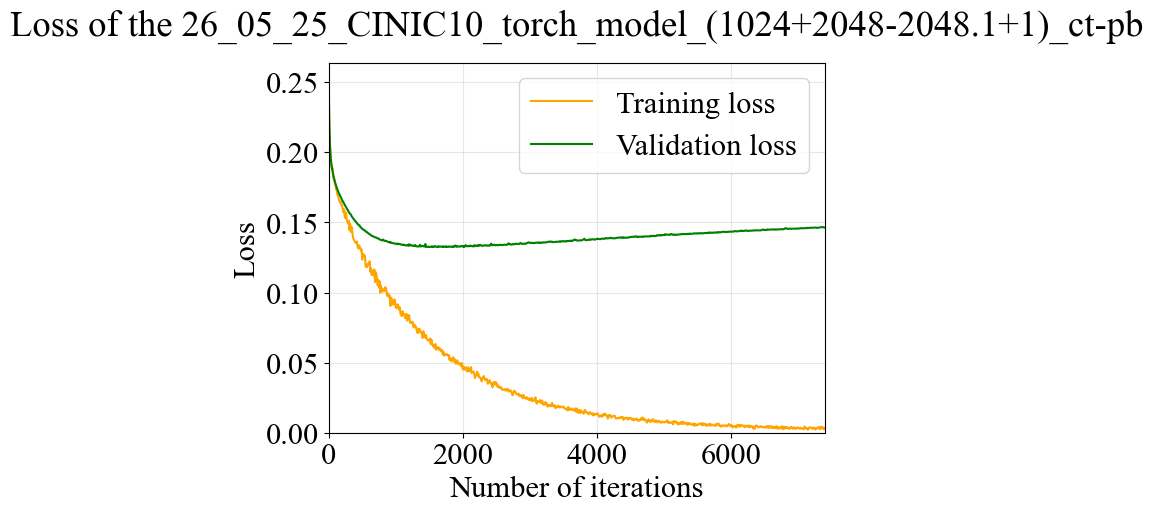 Loss of the 26_05_25_CINIC10_torch_model_(1024+2048-2048.1+1)_ct-pb
0.25
0.20
0.15
0.10
0.05
0.00
Loss
Training loss
Validation loss
0 2000 4000 6000
Number of iterations